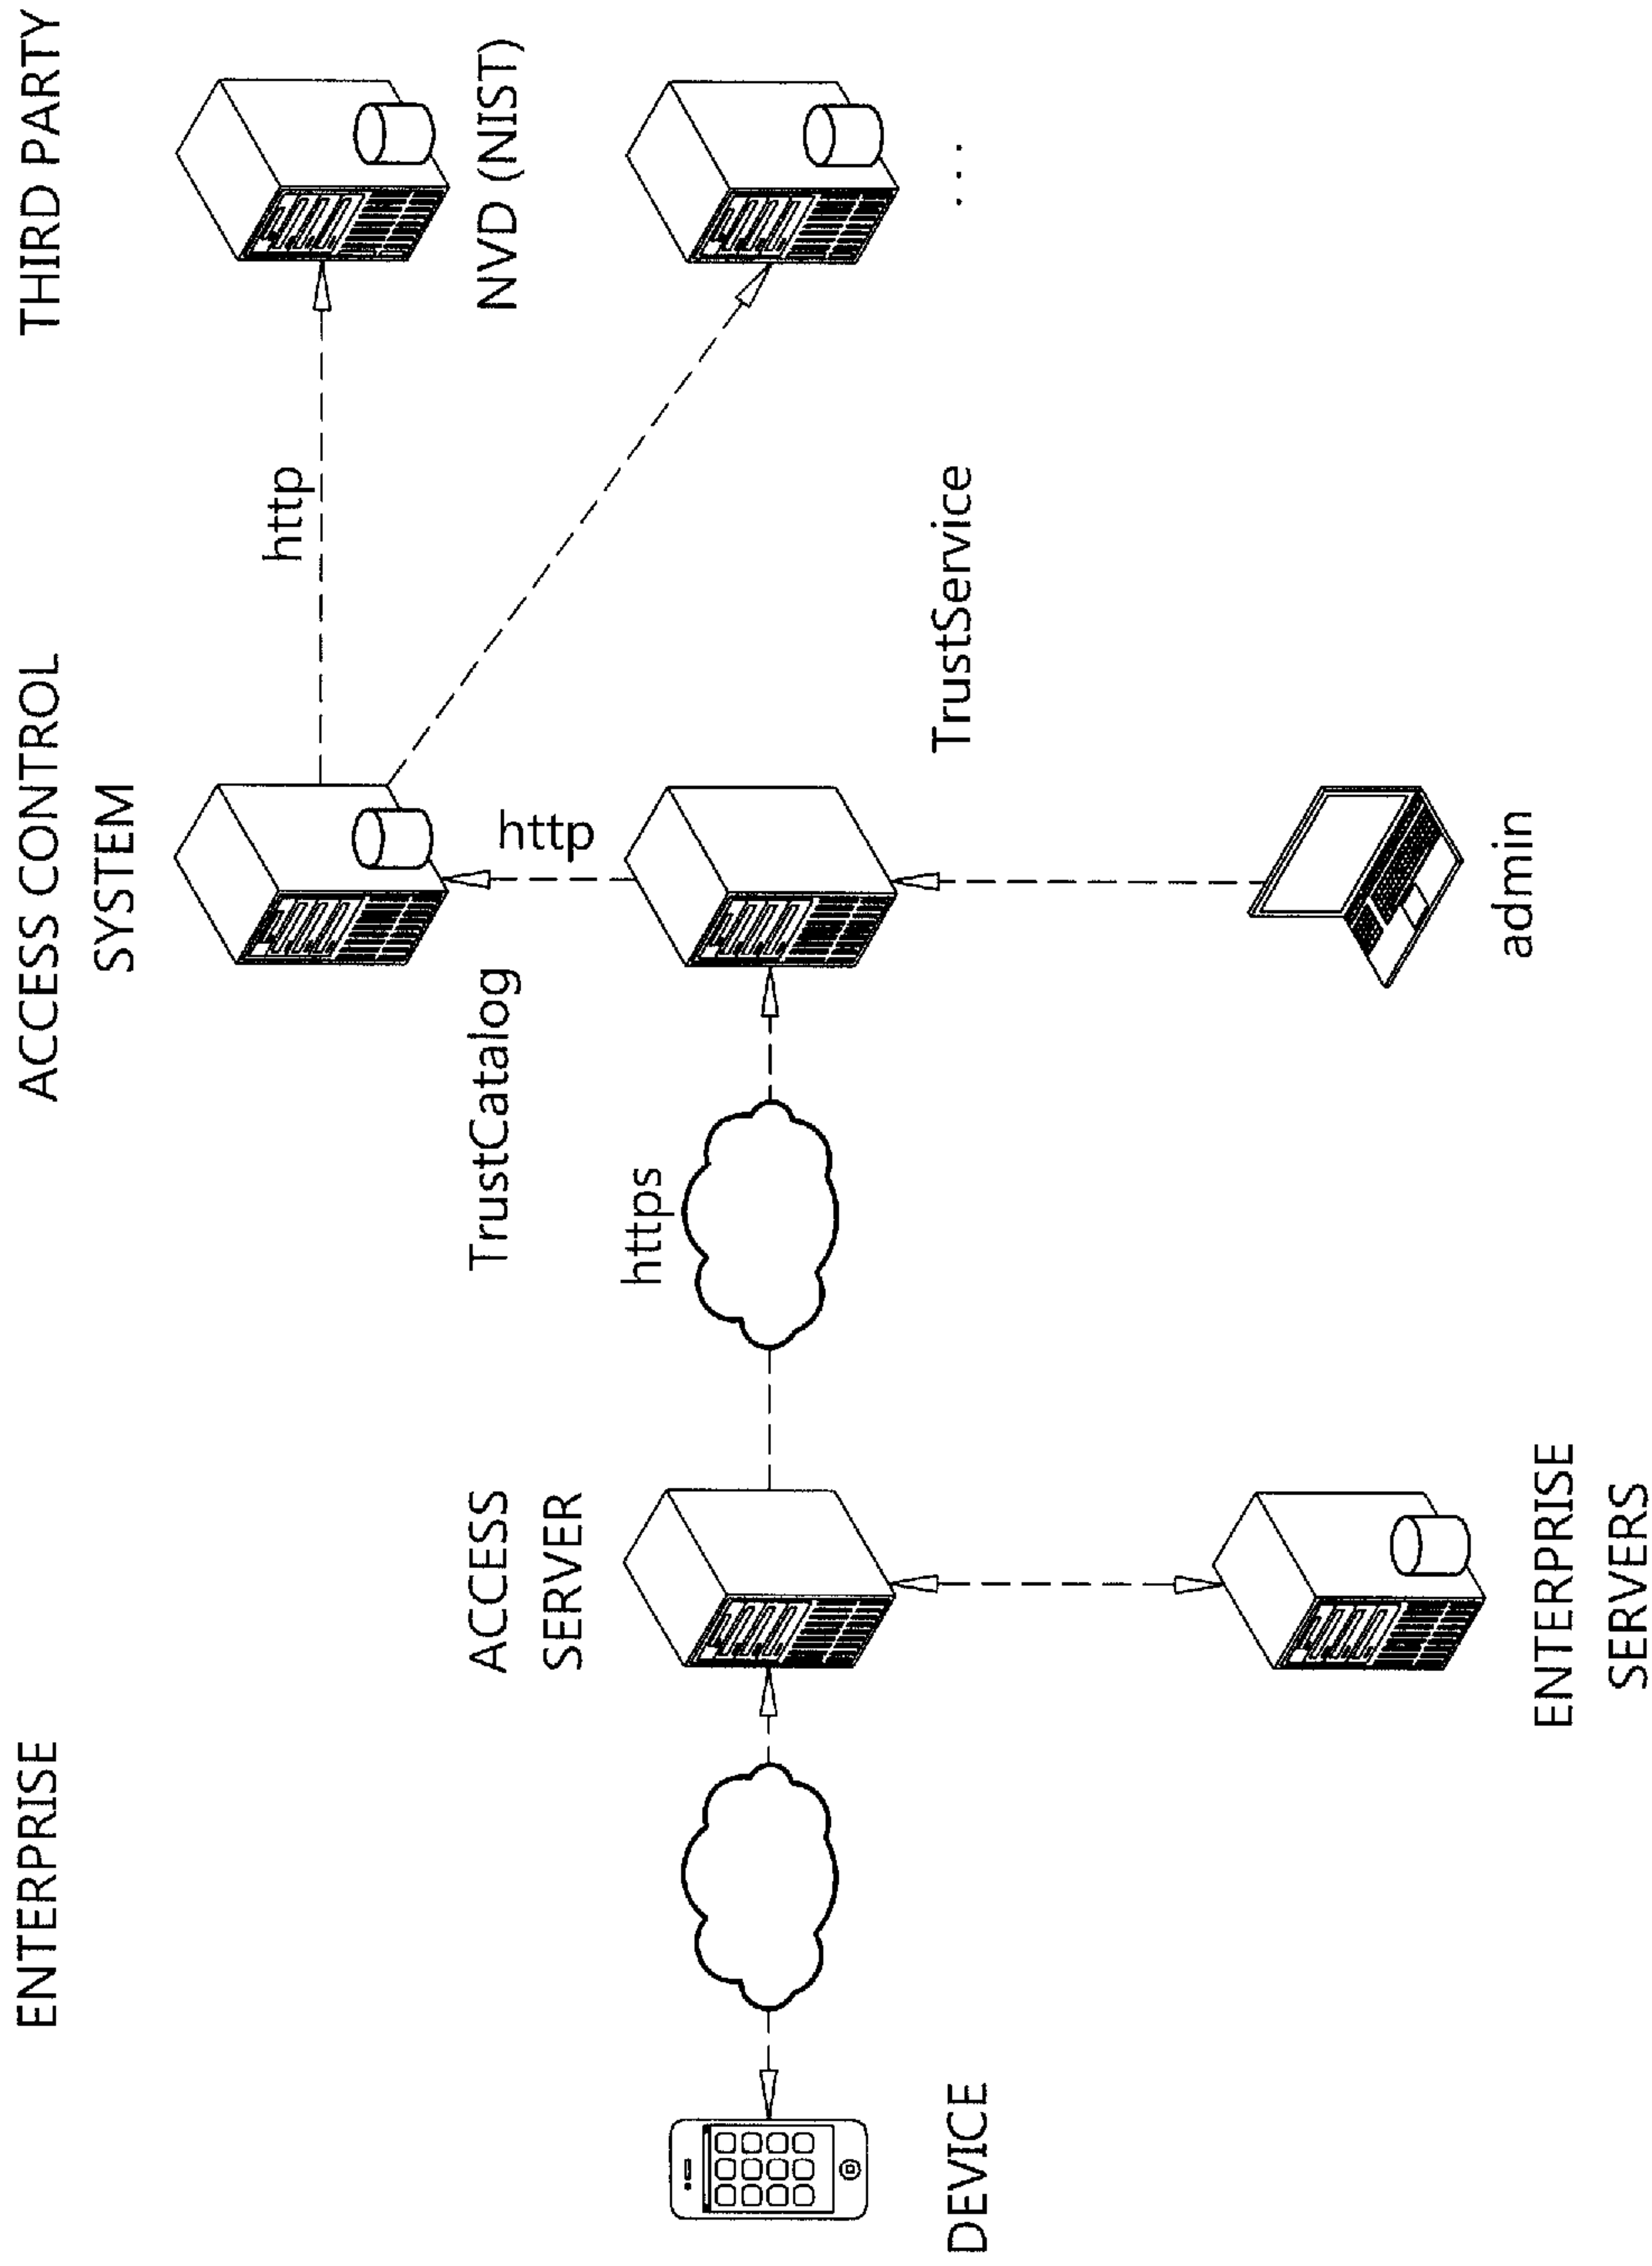 ENTERPRISE
ACCESS CONTROL
SYSTEM
THIRD PARTY
http
TrustCatalog
http
NVD (NIST)
ACCESS
SERVER
https
. . .
DEVICE
TrustService
ENTERPRISE
SERVERS
admin